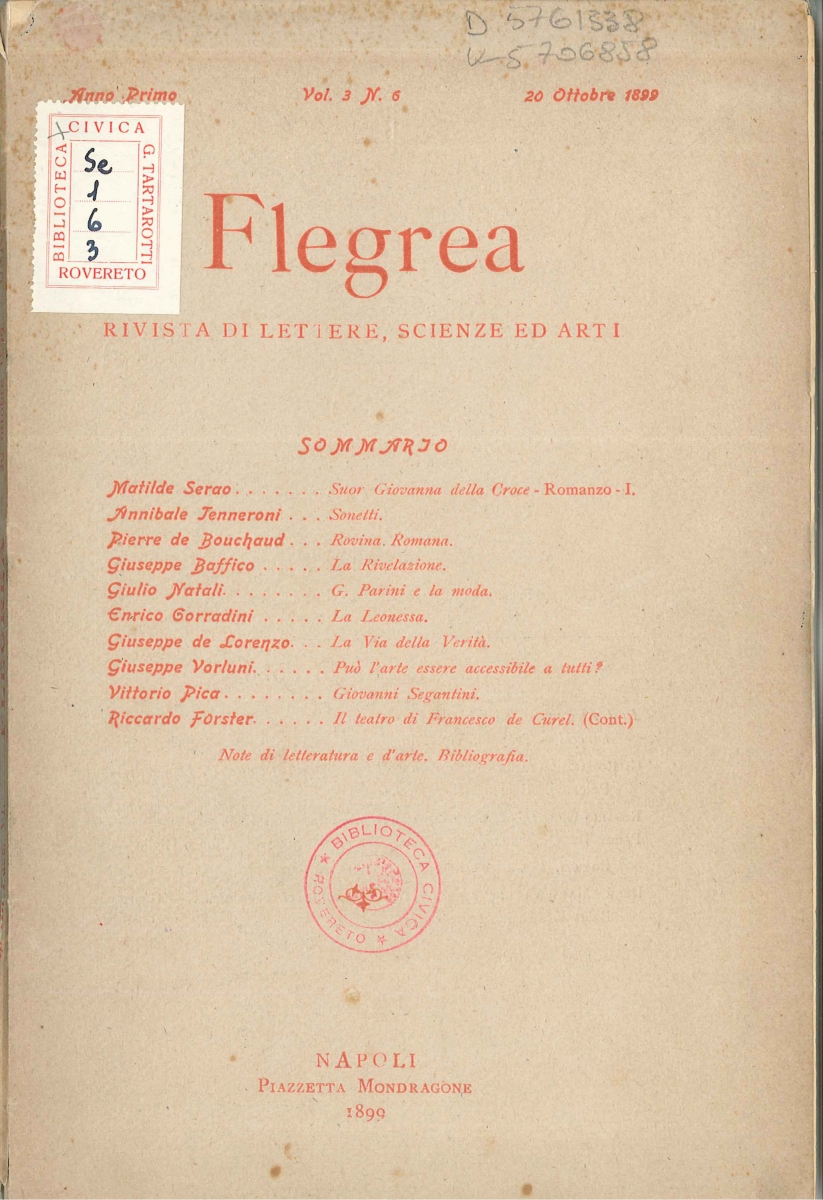 D 5761338
K 5706858
Anno Primo Vol. 3 N. 6 20 Ottobre 1899
CIVICA
BIBLIOTECA
G. TARTAROTTI
ROVERETO
Se
1
6
3
Flegrea
RIVISTA DI LETTERE, SCIENZE ED ARTI
SOMMARIO
Matilde Serao . . . . . . . Suor Giovanna della Croce - Romanzo - I.
Annibale Tenneroni . . . Sonetti.
Pierre de Bouchaud . . . Rovina. Romana.
Giuseppe Baffico . . . . . La Rivelazione.
Giulio Natali. . . . . . . . G. Parini e la moda.
Enrico Corradini . . . . . La Leonessa.
Giuseppe de Lorenzo. . . La Via della Verità.
Giuseppe Vorluni. . . . . . Può l'arte essere accessibile a tutti?
Vittorio Pica . . . . . . . . Giovanni Segantini.
Riccardo Förster. . . . . . Il teatro di Francesco de Curel. (Cont.)
Note di letteratura e d'arte. Bibliografia.
BIBLIOTECA CIVICA
ROVERETO
NAPOLI
PIAZZETTA MONDRAGONE
1899